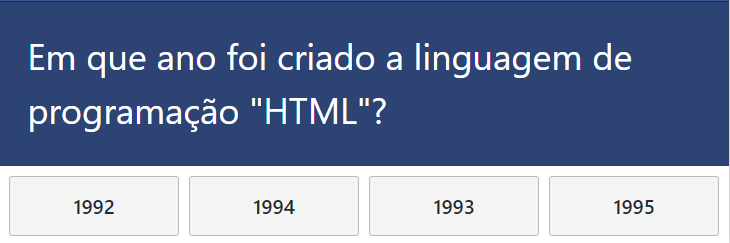 Em que ano foi criado a linguagem de
programação "HTML"?
1992 1994 1993 1995